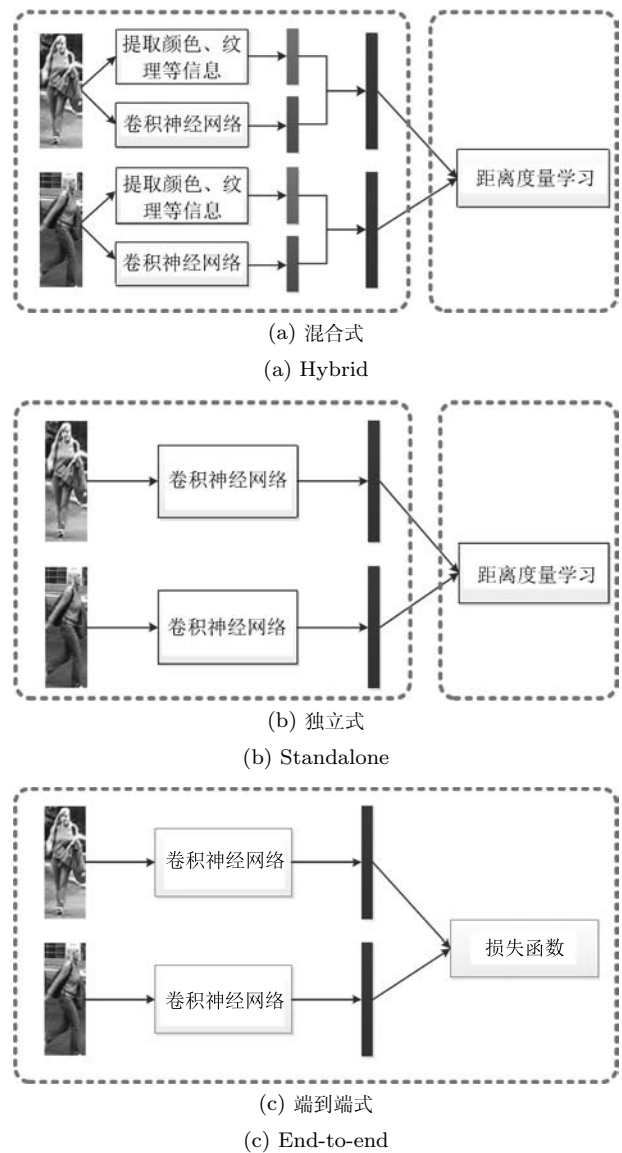 提取颜色、纹
理等信息
卷积神经网络
提取颜色、纹
理等信息
卷积神经网络
距离度量学习
(a) 混合式
(a) Hybrid
卷积神经网络
卷积神经网络
距离度量学习
(b) 独立式
(b) Standalone
卷积神经网络
卷积神经网络
损失函数
(c) 端到端式
(c) End-to-end